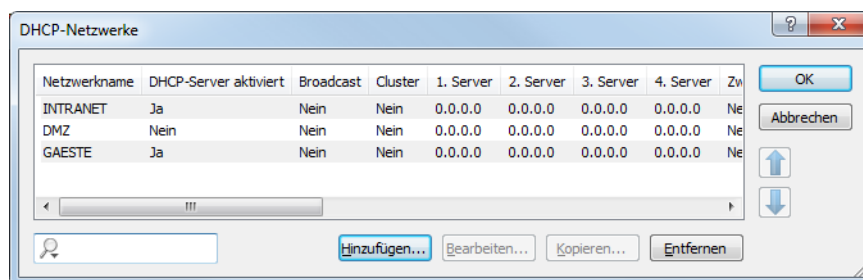 DHCP-Netzwerke
Netzwerkname DHCP-Server aktiviert Broadcast Cluster 1. Server 2. Server 3. Server 4. Server Zw
INTRANET Ja Nein Nein 0.0.0.0 0.0.0.0 0.0.0.0 0.0.0.0 Ne
DMZ Nein Nein Nein 0.0.0.0 0.0.0.0 0.0.0.0 0.0.0.0 Ne
GAESTE Ja Nein Nein 0.0.0.0 0.0.0.0 0.0.0.0 0.0.0.0 Ne
OK
Abbrechen
Hinzufügen... Bearbeiten... Kopieren... Entfernen